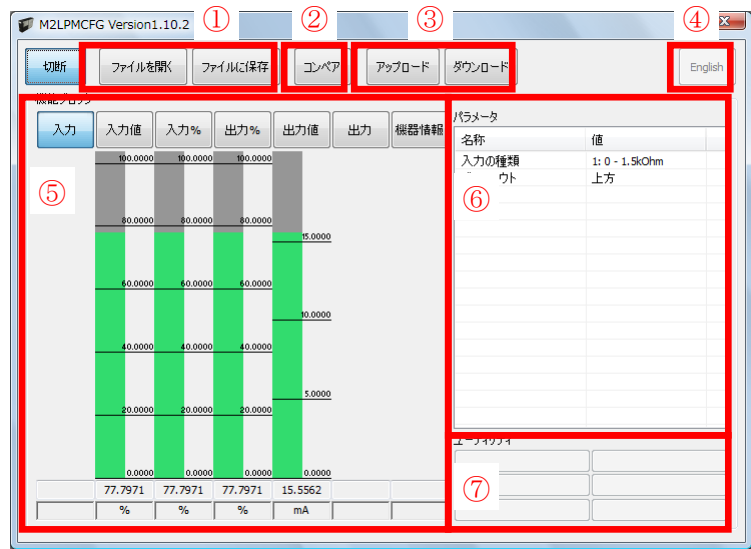 M2LPMCFG Version1.10.2
① ② ③ ④
切断 ファイルを開く ファイルに保存 コンペア アップロード ダウンロード English
入力 入力値 入力% 出力% 出力値 出力 機器情報
パラメータ
名称 値
入力の種類 1: 0 - 1.5kOhm
ウト 上方
⑤
⑥
100.0000 100.0000 100.0000
80.0000 80.0000 80.0000
15.0000
60.0000 60.0000 60.0000
10.0000
40.0000 40.0000 40.0000
5.0000
20.0000 20.0000 20.0000
0.0000 0.0000 0.0000 0.0000
77.7971 77.7971 77.7971 15.5562
% % % mA
ユーティリティ
⑦